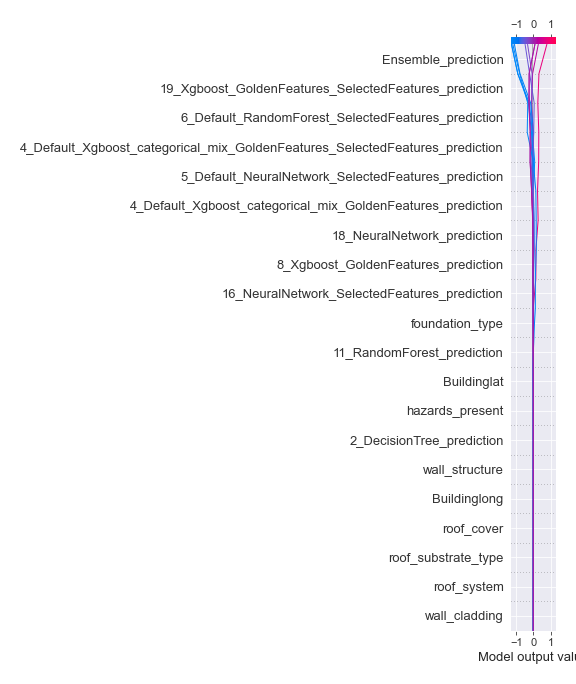 −1 0 1
Ensemble_prediction
19_Xgboost_GoldenFeatures_SelectedFeatures_prediction
6_Default_RandomForest_SelectedFeatures_prediction
4_Default_Xgboost_categorical_mix_GoldenFeatures_SelectedFeatures_prediction
5_Default_NeuralNetwork_SelectedFeatures_prediction
4_Default_Xgboost_categorical_mix_GoldenFeatures_prediction
18_NeuralNetwork_prediction
8_Xgboost_GoldenFeatures_prediction
16_NeuralNetwork_SelectedFeatures_prediction
foundation_type
11_RandomForest_prediction
Buildinglat
hazards_present
2_DecisionTree_prediction
wall_structure
Buildinglong
roof_cover
roof_substrate_type
roof_system
wall_cladding
−1 0 1
Model output valu